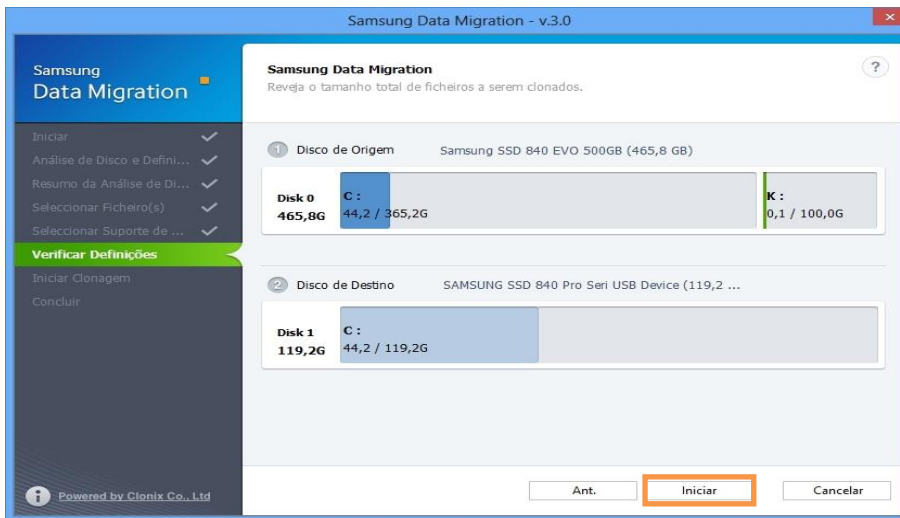 Samsung Data Migration - v.3.0
Samsung
Data Migration
Samsung Data Migration
Reveja o tamanho total de ficheiros a serem clonados.
?
Iniciar
Análise de Disco e Defini...
Resumo da Análise de Di...
Seleccionar Ficheiro(s)
Seleccionar Suporte de ...
Verificar Definições
Iniciar Clonagem
Concluir
1 Disco de Origem Samsung SSD 840 EVO 500GB (465,8 GB)
Disk 0
465,8G
C :
44,2 / 365,2G
K :
0,1 / 100,0G
2 Disco de Destino SAMSUNG SSD 840 Pro Seri USB Device (119,2 ...
Disk 1
119,2G
C :
44,2 / 119,2G
Powered by Clonix Co., Ltd
Ant. Iniciar Cancelar